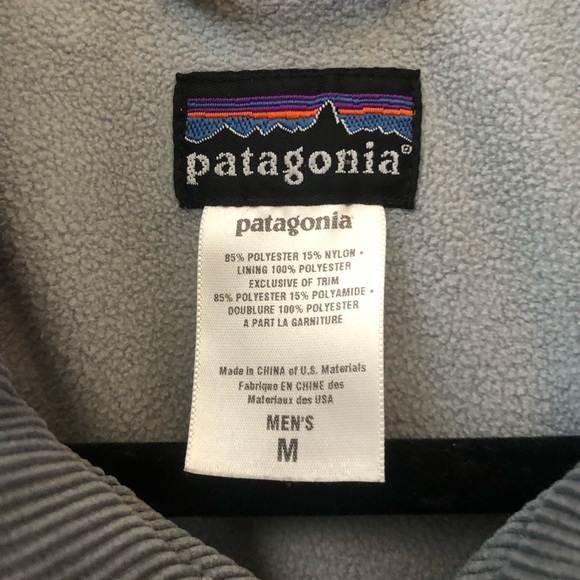 patagonia®
patagonia
85% POLYESTER 15% NYLON •
LINING 100% POLYESTER
EXCLUSIVE OF TRIM
85% POLYESTER 15% POLYAMIDE •
DOUBLURE 100% POLYESTER
A PART LA GARNITURE
Made in CHINA of U.S. Materials
Fabrique EN CHINE des
Materiaux des USA
MEN'S
M